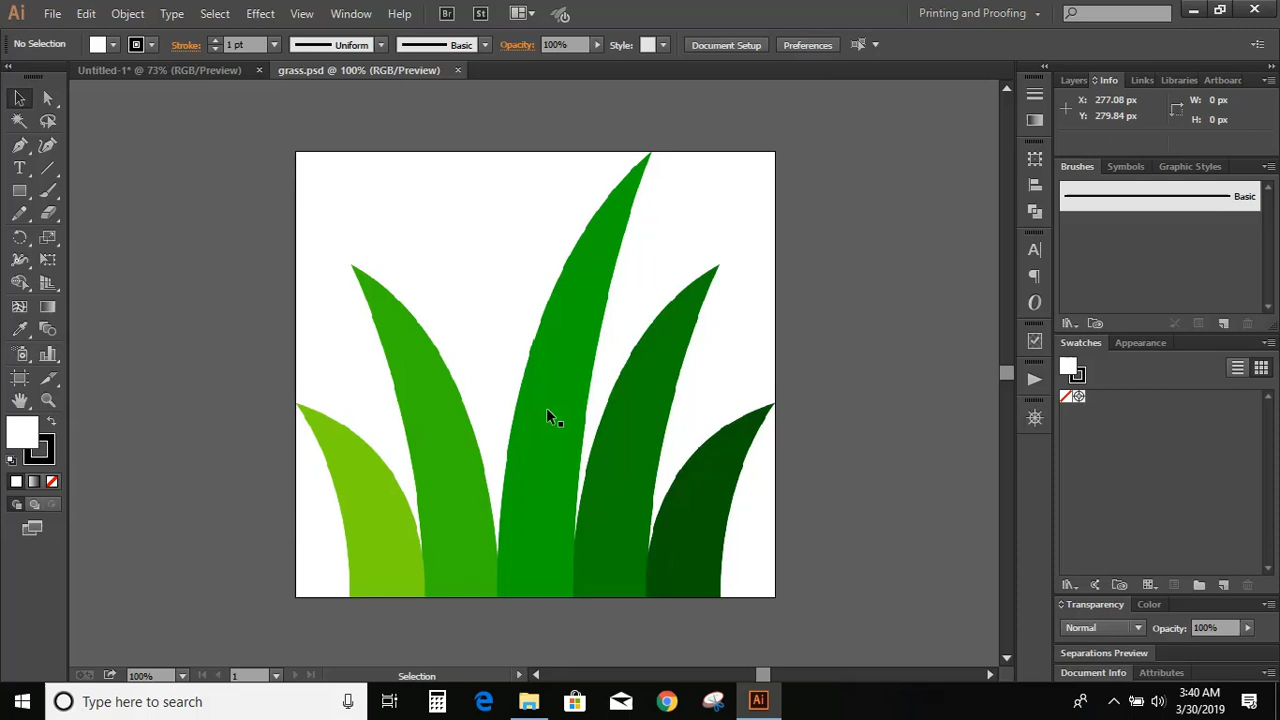 Ai File Edit Object Type Select Effect View Window Help Br St Printing and Proofing
No Selection Stroke: 1 pt Uniform Basic Opacity: 100% Style: Document Setup Preferences
Untitled-1* @ 73% (RGB/Preview) × grass.psd @ 100% (RGB/Preview) ×
Layers Info Links Libraries Artboard
X: 277.08 px W: 0 px
Y: 279.84 px H: 0 px
Brushes Symbols Graphic Styles
Basic
Swatches Appearance
Transparency Color
Normal Opacity: 100%
Separations Preview
Document Info Attributes
100% 1 Selection
Type here to search Ai 3:40 AM
3/30/2019